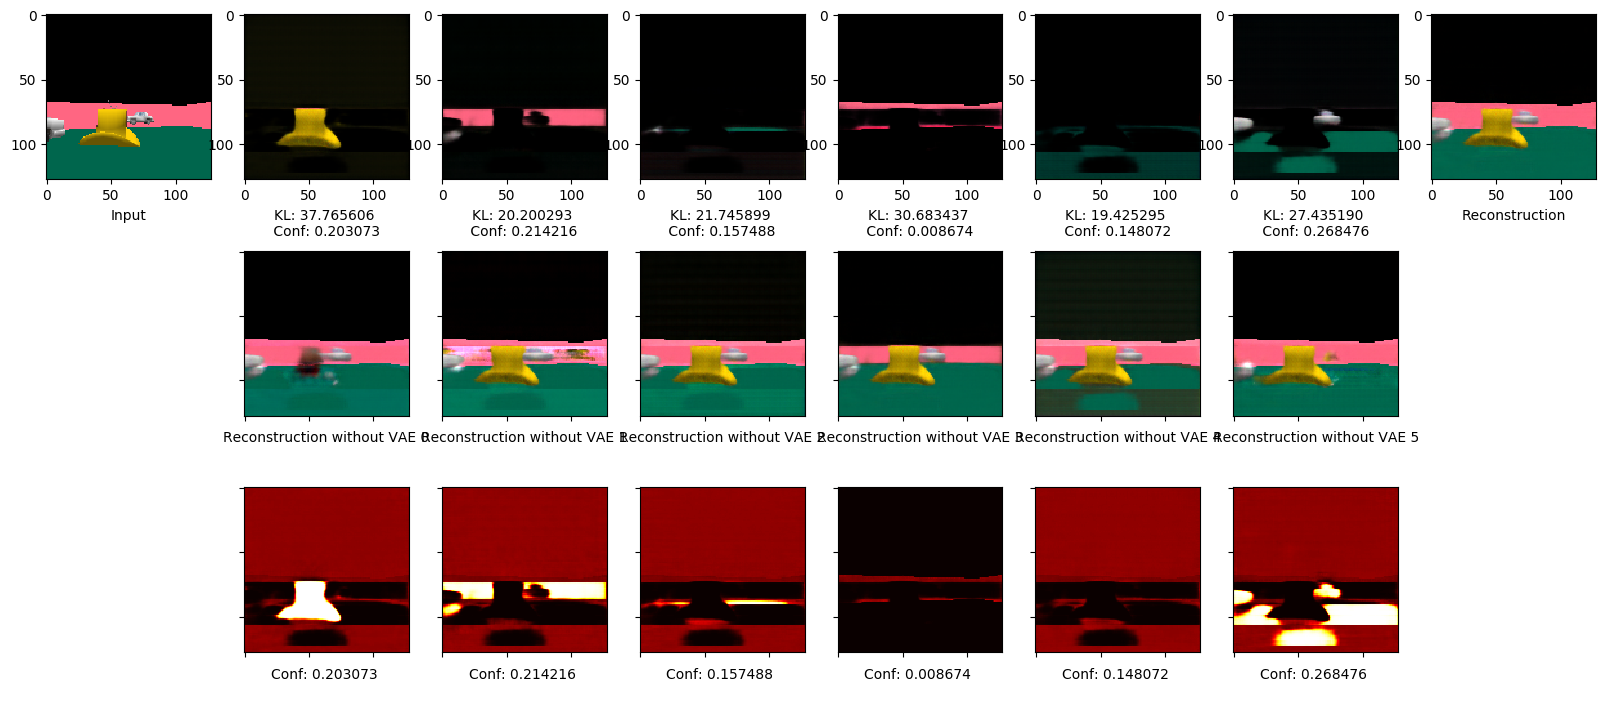 0
50
100
0 50 100
Input
0 50 100
KL: 37.765606
Conf: 0.203073
0
50
100
0 50 100
KL: 20.200293
Conf: 0.214216
0
50
100
0 50 100
KL: 21.745899
Conf: 0.157488
0
50
100
0 50 100
KL: 30.683437
Conf: 0.008674
0
50
100
0 50 100
KL: 19.425295
Conf: 0.148072
0
50
100
0 50 100
KL: 27.435190
Conf: 0.268476
0
50
100
0 50 100
Reconstruction
0
50
100
Reconstruction without VAE 0
Reconstruction without VAE 1
Reconstruction without VAE 2
Reconstruction without VAE 3
Reconstruction without VAE 4
Reconstruction without VAE 5
Conf: 0.203073
Conf: 0.214216
Conf: 0.157488
Conf: 0.008674
Conf: 0.148072
Conf: 0.268476